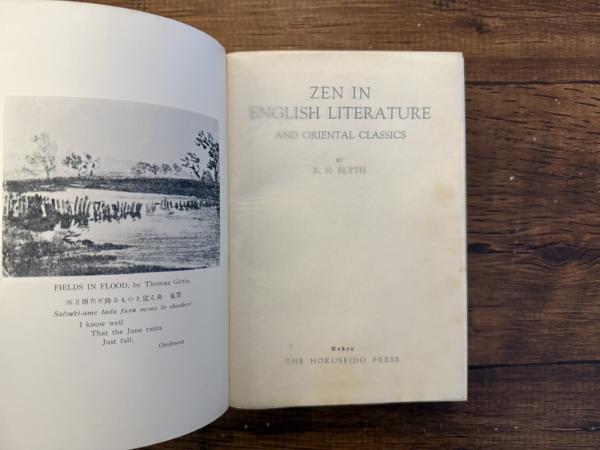 FIELDS IN FLOOD, by Thomas Girtin.
五月雨たゞ降るものと覚え鳧 鬼貫
Satsuki-ame tada furu mono to oboekeri
I know well
That the June rains
Just fall.
Onitsura
ZEN IN
ENGLISH LITERATURE
AND ORIENTAL CLASSICS
BY
R. H. BLYTH
Tokyo
THE HOKUSEIDO PRESS